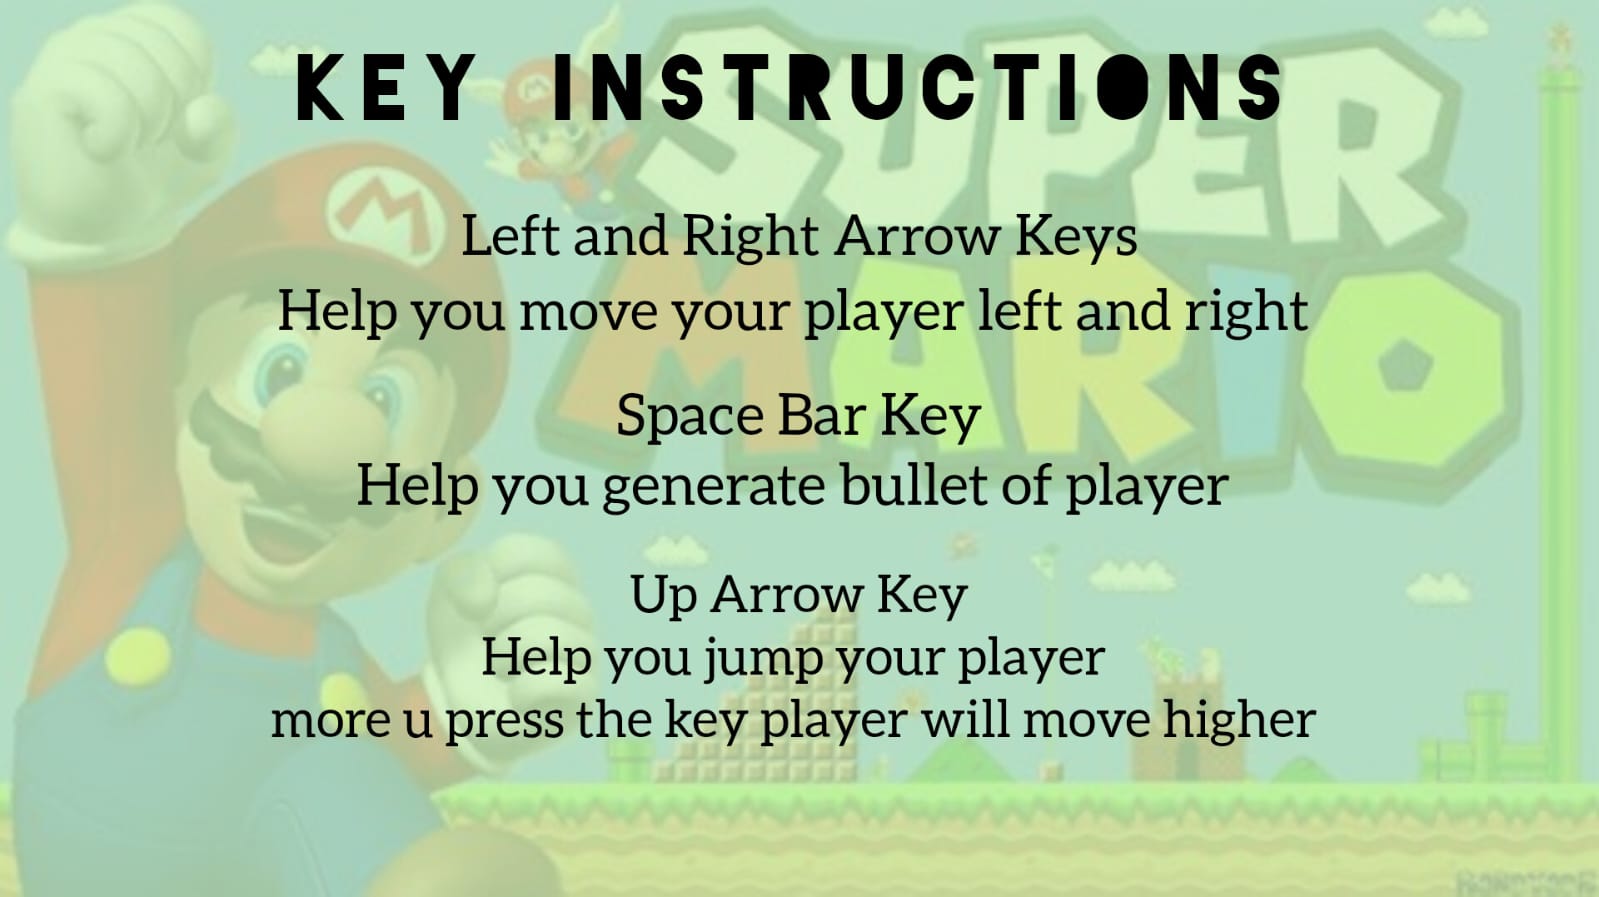 KEY INSTRUCTIONS
SUPER
MARIO
Left and Right Arrow Keys
Help you move your player left and right
Space Bar Key
Help you generate bullet of player
Up Arrow Key
Help you jump your player
more u press the key player will move higher